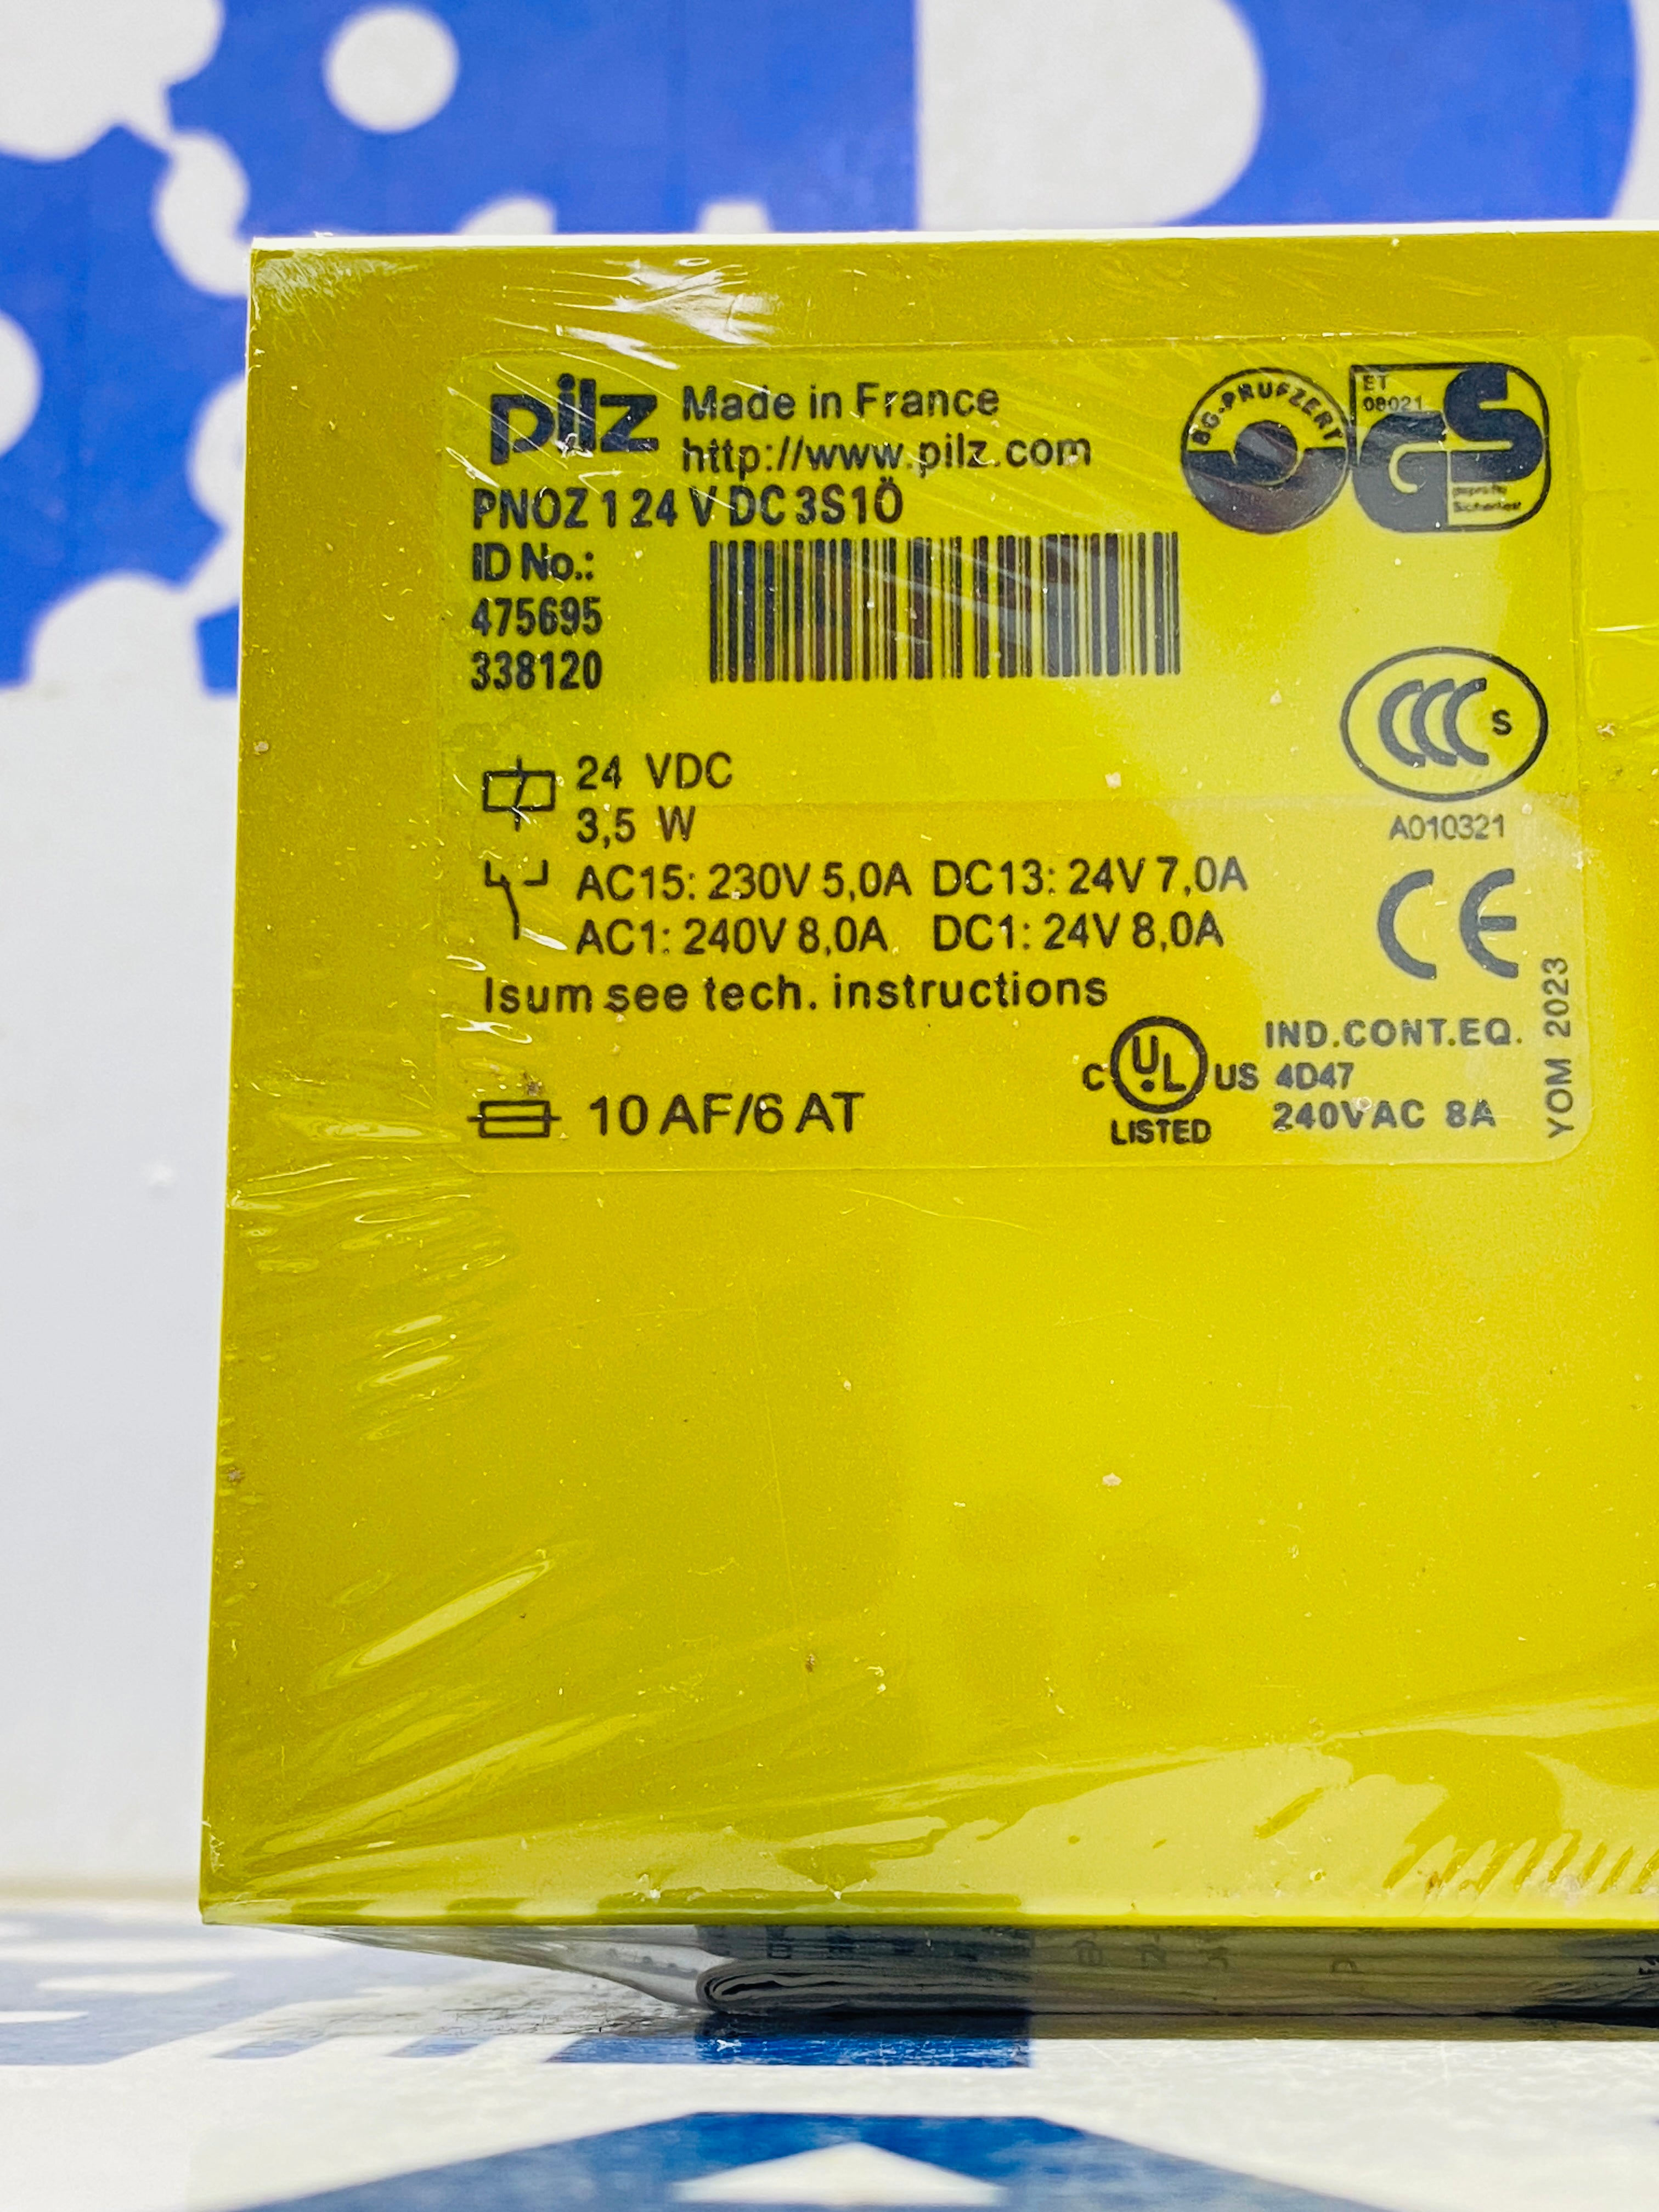 pilz Made in France
http://www.pilz.com
PNOZ 1 24 V DC 3S1Ö
ID No.:
475695
338120
BG-PRÜFZERT
ET
08021
GS
geprüfte
Sicherheit
CCC S
A010321
24 VDC
3,5 W
AC15: 230V 5,0A DC13: 24V 7,0A
AC1: 240V 8,0A DC1: 24V 8,0A
Isum see tech. instructions
CE
YOM 2023
10 AF/6 AT
C UL US
LISTED
IND.CONT.EQ.
4D47
240VAC 8A